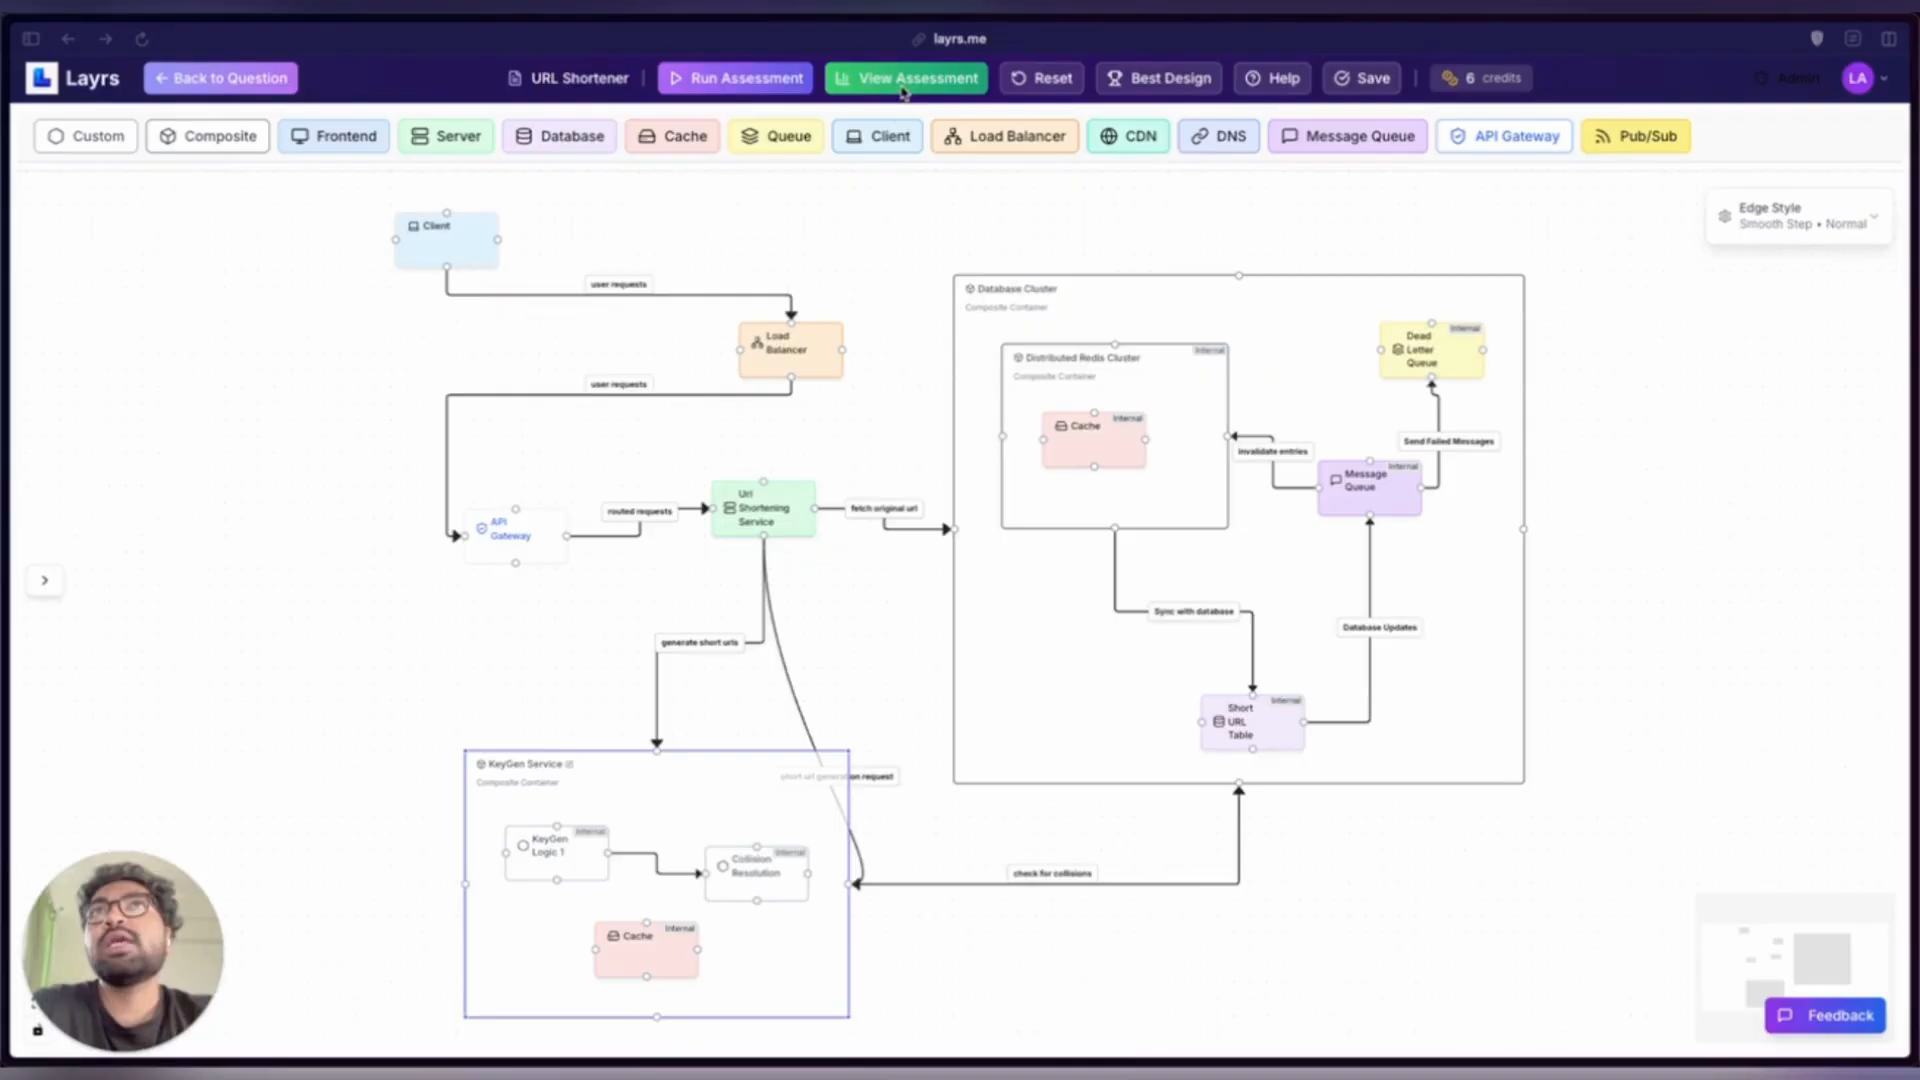 layrs.me
Layrs
Back to Question
URL Shortener
Run Assessment
View Assessment
Reset
Best Design
Help
Save
6 credits
Admin
LA
Custom
Composite
Frontend
Server
Database
Cache
Queue
Client
Load Balancer
CDN
DNS
Message Queue
API Gateway
Pub/Sub
Edge Style
Smooth Step • Normal
Client
user requests
Load
Balancer
user requests
API
Gateway
routed requests
Url
Shortening
Service
fetch original url
generate short urls
short url generation request
Database Cluster
Composite Container
Distributed Redis Cluster
Internal
Composite Container
Cache
Internal
Dead
Letter
Queue
Internal
Send Failed Messages
invalidate entries
Message
Queue
Internal
Sync with database
Database Updates
Short
URL
Table
Internal
KeyGen Service
Composite Container
KeyGen
Logic 1
Internal
Collision
Resolution
Internal
Cache
Internal
check for collisions
Feedback